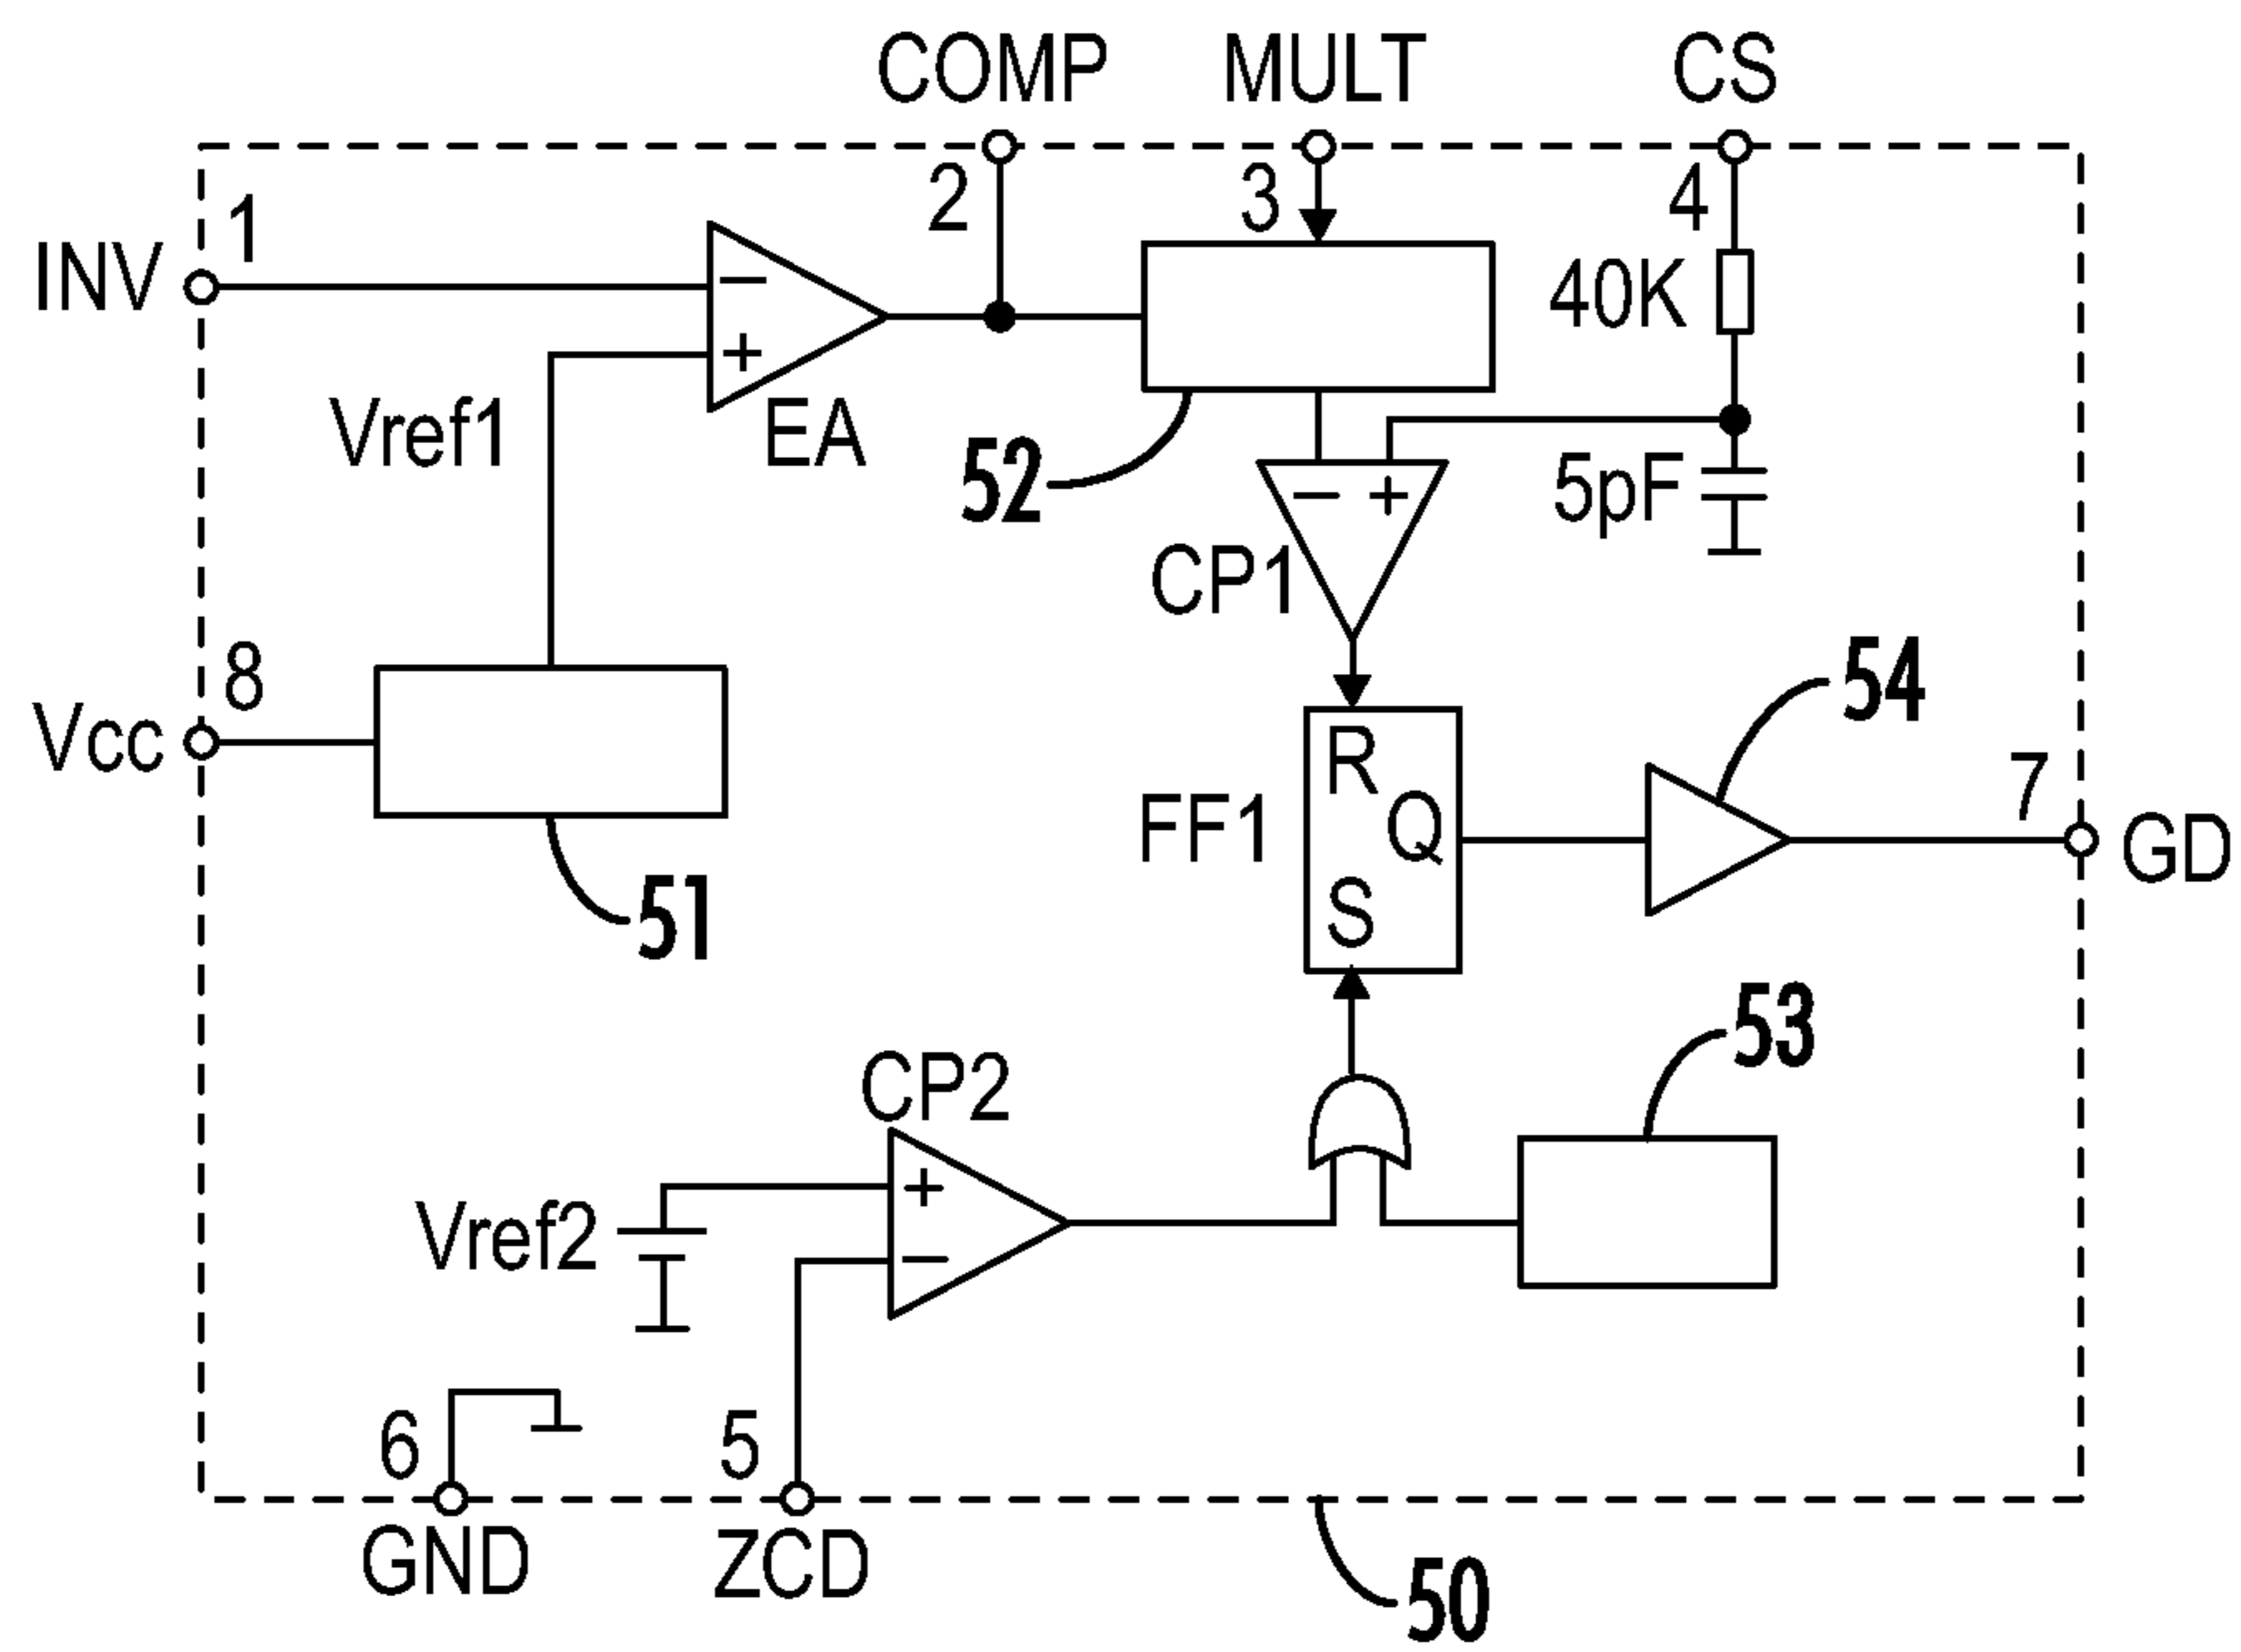 COMP MULT CS
1 2 3 4
INV
−
+
40K
Vref1
EA
52
5pF
− +
CP1
8
Vcc
54
R
Q
S
FF1
7
GD
51
53
CP2
+
−
Vref2
6 5
GND ZCD
50